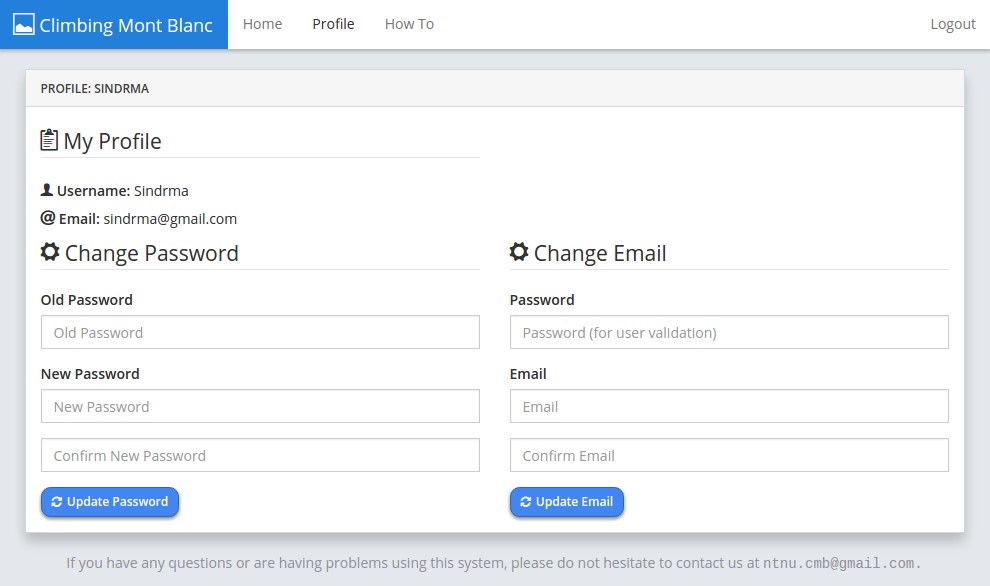 Climbing Mont Blanc Home Profile How To Logout
PROFILE: SINDRMA
My Profile
Username: Sindrma
@ Email: sindrma@gmail.com
Change Password
Old Password
Old Password
New Password
New Password
Confirm New Password
Update Password
Change Email
Password
Password (for user validation)
Email
Email
Confirm Email
Update Email
If you have any questions or are having problems using this system, please do not hesitate to contact us at ntnu.cmb@gmail.com.